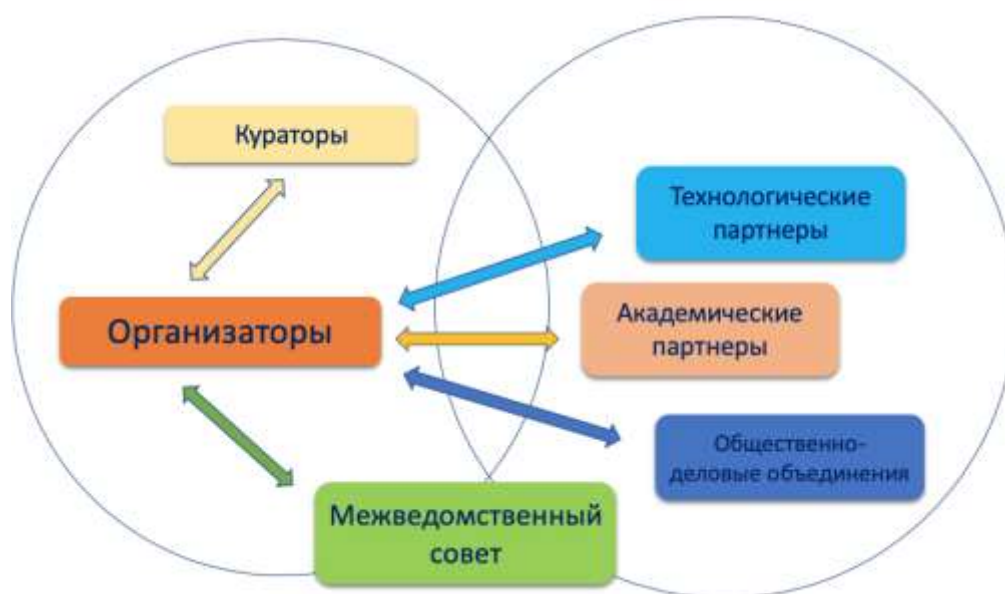 Кураторы
Технологические
партнеры
Организаторы
Академические
партнеры
Общественно-
деловые объединения
Межведомственный
совет